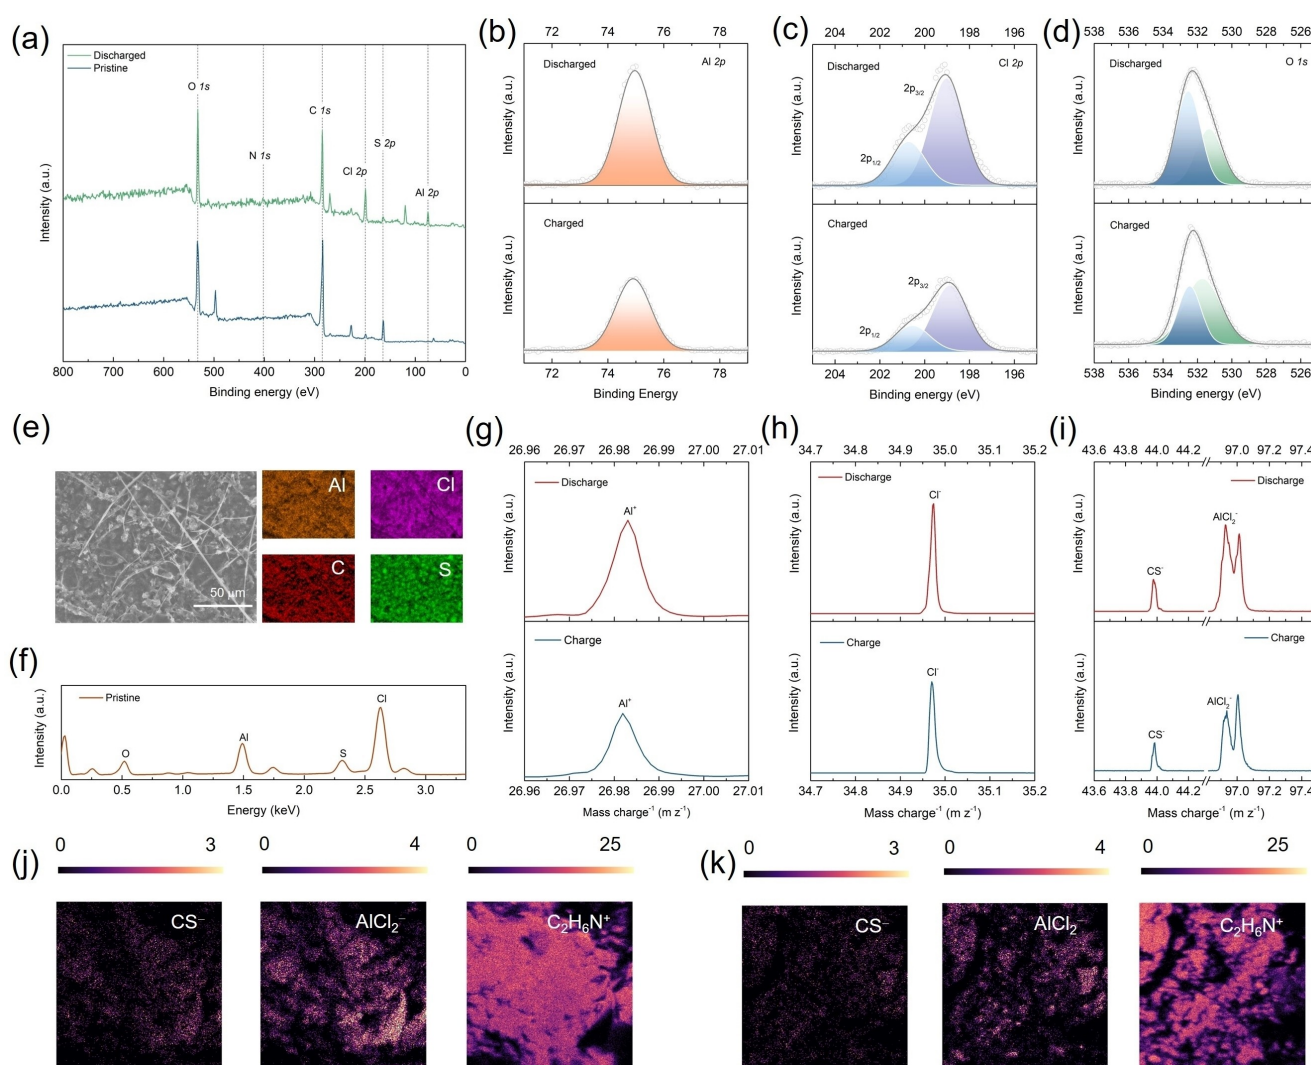 (a)
Discharged
Pristine
O 1s
N 1s
C 1s
Cl 2p
S 2p
Al 2p
Intensity (a.u.)
800 700 600 500 400 300 200 100 0
Binding energy (eV)
(b)
72 74 76 78
Discharged
Al 2p
Intensity (a.u.)
Charged
Intensity (a.u.)
72 74 76 78
Binding Energy
(c)
204 202 200 198 196
Discharged
Cl 2p
2p3/2
2p1/2
Intensity (a.u.)
Charged
2p3/2
2p1/2
Intensity (a.u.)
204 202 200 198 196
Binding energy (eV)
(d)
538 536 534 532 530 528 526
Discharged
O 1s
Intensity (a.u.)
Charged
Intensity (a.u.)
538 536 534 532 530 528 526
Binding energy (eV)
(e)
50 μm
Al
Cl
C
S
(f)
Pristine
O
Al
S
Cl
Intensity (a.u.)
0.0 0.5 1.0 1.5 2.0 2.5 3.0
Energy (keV)
(g)
26.96 26.97 26.98 26.99 27.00 27.01
Discharge
Al+
Intensity (a.u.)
Charge
Al+
Intensity (a.u.)
26.96 26.97 26.98 26.99 27.00 27.01
Mass charge-1 (m z-1)
(h)
34.7 34.8 34.9 35.0 35.1 35.2
Discharge
Cl-
Intensity (a.u.)
Charge
Cl-
Intensity (a.u.)
34.7 34.8 34.9 35.0 35.1 35.2
Mass charge-1 (m z-1)
(i)
43.6 43.8 44.0 44.2 97.0 97.2 97.4
Discharge
AlCl2-
CS-
Intensity (a.u.)
Charge
AlCl2-
CS-
Intensity (a.u.)
43.6 43.8 44.0 44.2 97.0 97.2 97.4
Mass charge-1 (m z-1)
(j)
0 3
CS−
0 4
AlCl2−
0 25
C2H6N+
(k)
0 3
CS−
0 4
AlCl2−
0 25
C2H6N+